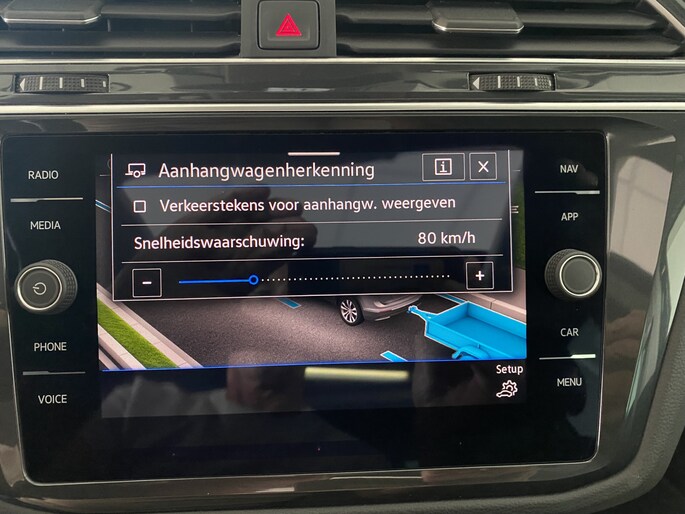 RADIO
MEDIA
PHONE
VOICE
Aanhangwagenherkenning
i
X
Verkeerstekens voor aanhangw. weergeven
Snelheidswaarschuwing: 80 km/h
- +
Setup
NAV
APP
CAR
MENU